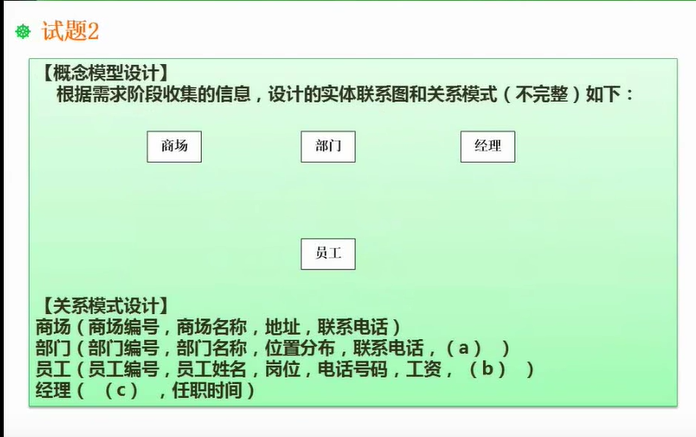 试题2
【概念模型设计】
根据需求阶段收集的信息，设计的实体联系图和关系模式（不完整）如下：
商场 部门 经理
员工
【关系模式设计】
商场（商场编号，商场名称，地址，联系电话）
部门（部门编号，部门名称，位置分布，联系电话，（a） ）
员工（员工编号，员工姓名，岗位，电话号码，工资， （b） ）
经理（ （c） ，任职时间）